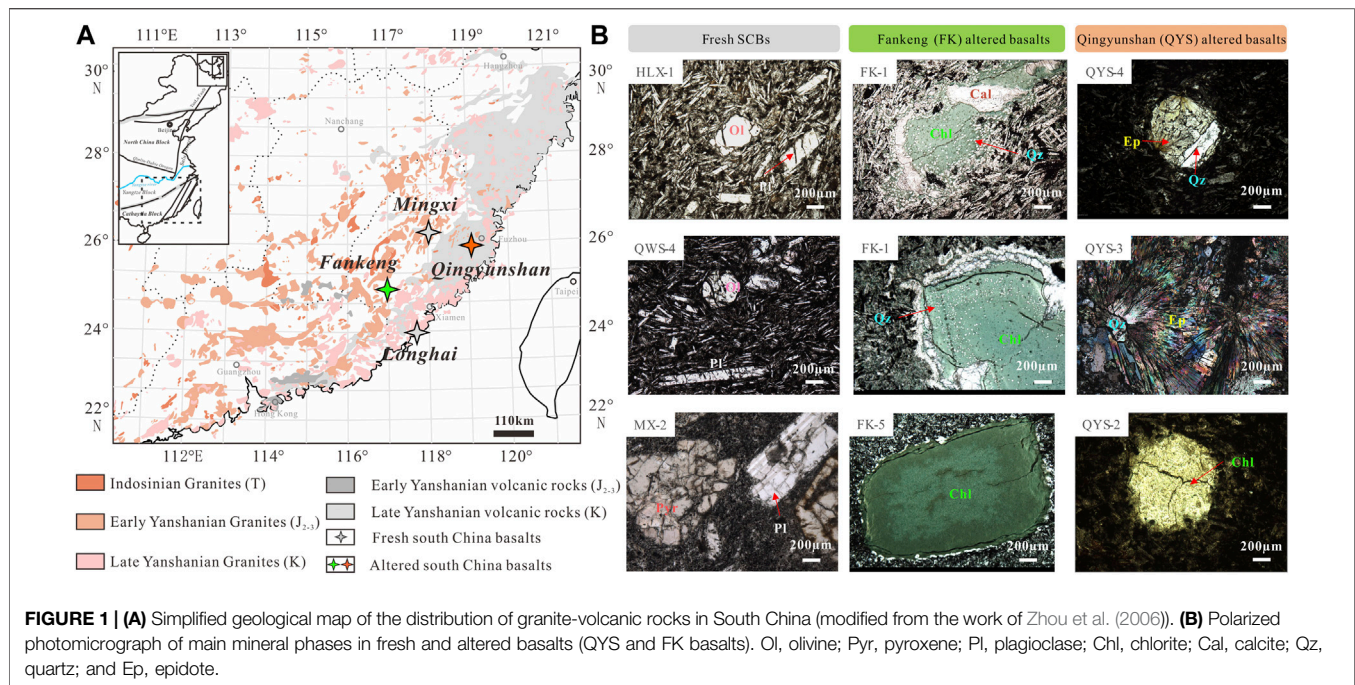 A
111°E 113° 115° 117° 119°
30°
N
28°
26°
24°
22°
N
112°E 114° 116° 118° 120°
30°
N
28°
26°
24°
22°
N
Hangzhou
Nanchang
Mingxi
Fuzhou
Qingyunshan
Fankeng
Taipei
Xiamen
Longhai
Guangzhou
Hong Kong
110km
Beijing
North China Block
Yangtze Block
Cathaysia Block
Indosinian Granites (T)
Early Yanshanian Granites (J2-3)
Late Yanshanian Granites (K)
Early Yanshanian volcanic rocks (J2-3)
Late Yanshanian volcanic rocks (K)
Fresh south China basalts
Altered south China basalts
B
Fresh SCBs
Fankeng (FK) altered basalts
Qingyunshan (QYS) altered basalts
HLX-1
Ol
Pl
200μm
FK-1
Cal
Chl
Qz
200μm
QYS-4
Ep
Qz
200μm
QWS-4
Ol
Pl
200μm
FK-1
Qz
Chl
200μm
QYS-3
Qz
Ep
200μm
MX-2
Pyr
Pl
200μm
FK-5
Chl
200μm
QYS-2
Chl
200μm
FIGURE 1 | (A) Simplified geological map of the distribution of granite-volcanic rocks in South China (modified from the work of Zhou et al. (2006)). (B) Polarized
photomicrograph of main mineral phases in fresh and altered basalts (QYS and FK basalts). Ol, olivine; Pyr, pyroxene; Pl, plagioclase; Chl, chlorite; Cal, calcite; Qz,
quartz; and Ep, epidote.